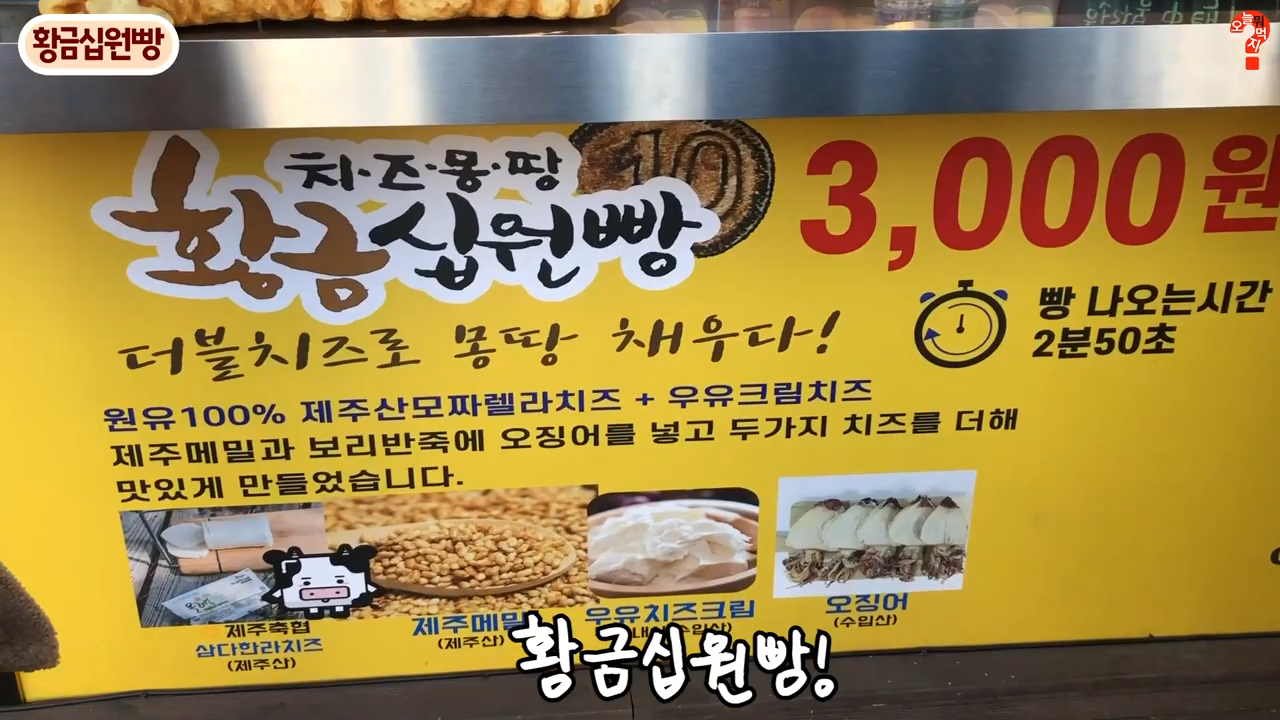 황금십원빵
오늘
뭐
먹
지
?
10
치·즈·몽·땅
황금십원빵
3,000원
더블치즈로 몽땅 채우다!
빵 나오는시간
2분50초
원유100% 제주산모짜렐라치즈 + 우유크림치즈
제주메밀과 보리반죽에 오징어를 넣고 두가지 치즈를 더해
맛있게 만들었습니다.
제주축협
삼다한라치즈
(제주산)
제주메밀
(제주산)
우유치즈크림
오징어
(수입산)
황금십원빵!